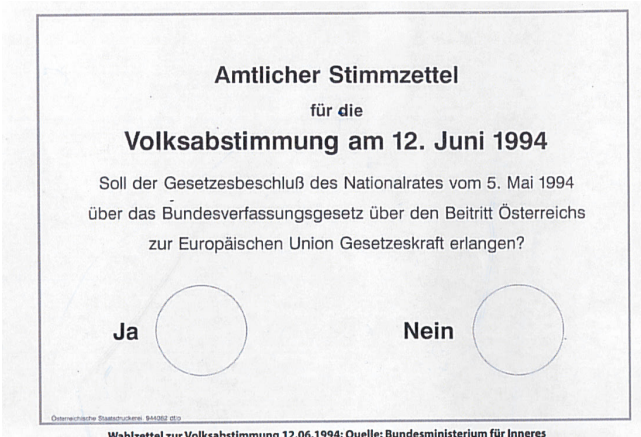 Amtlicher Stimmzettel
für die
Volksabstimmung am 12. Juni 1994
Soll der Gesetzesbeschluß des Nationalrates vom 5. Mai 1994
über das Bundesverfassungsgesetz über den Beitritt Österreichs
zur Europäischen Union Gesetzeskraft erlangen?
Ja Nein
Österreichische Staatsdruckerei. 944082
Wahlzettel zur Volksabstimmung 12.06.1994; Quelle: Bundesministerium für Inneres